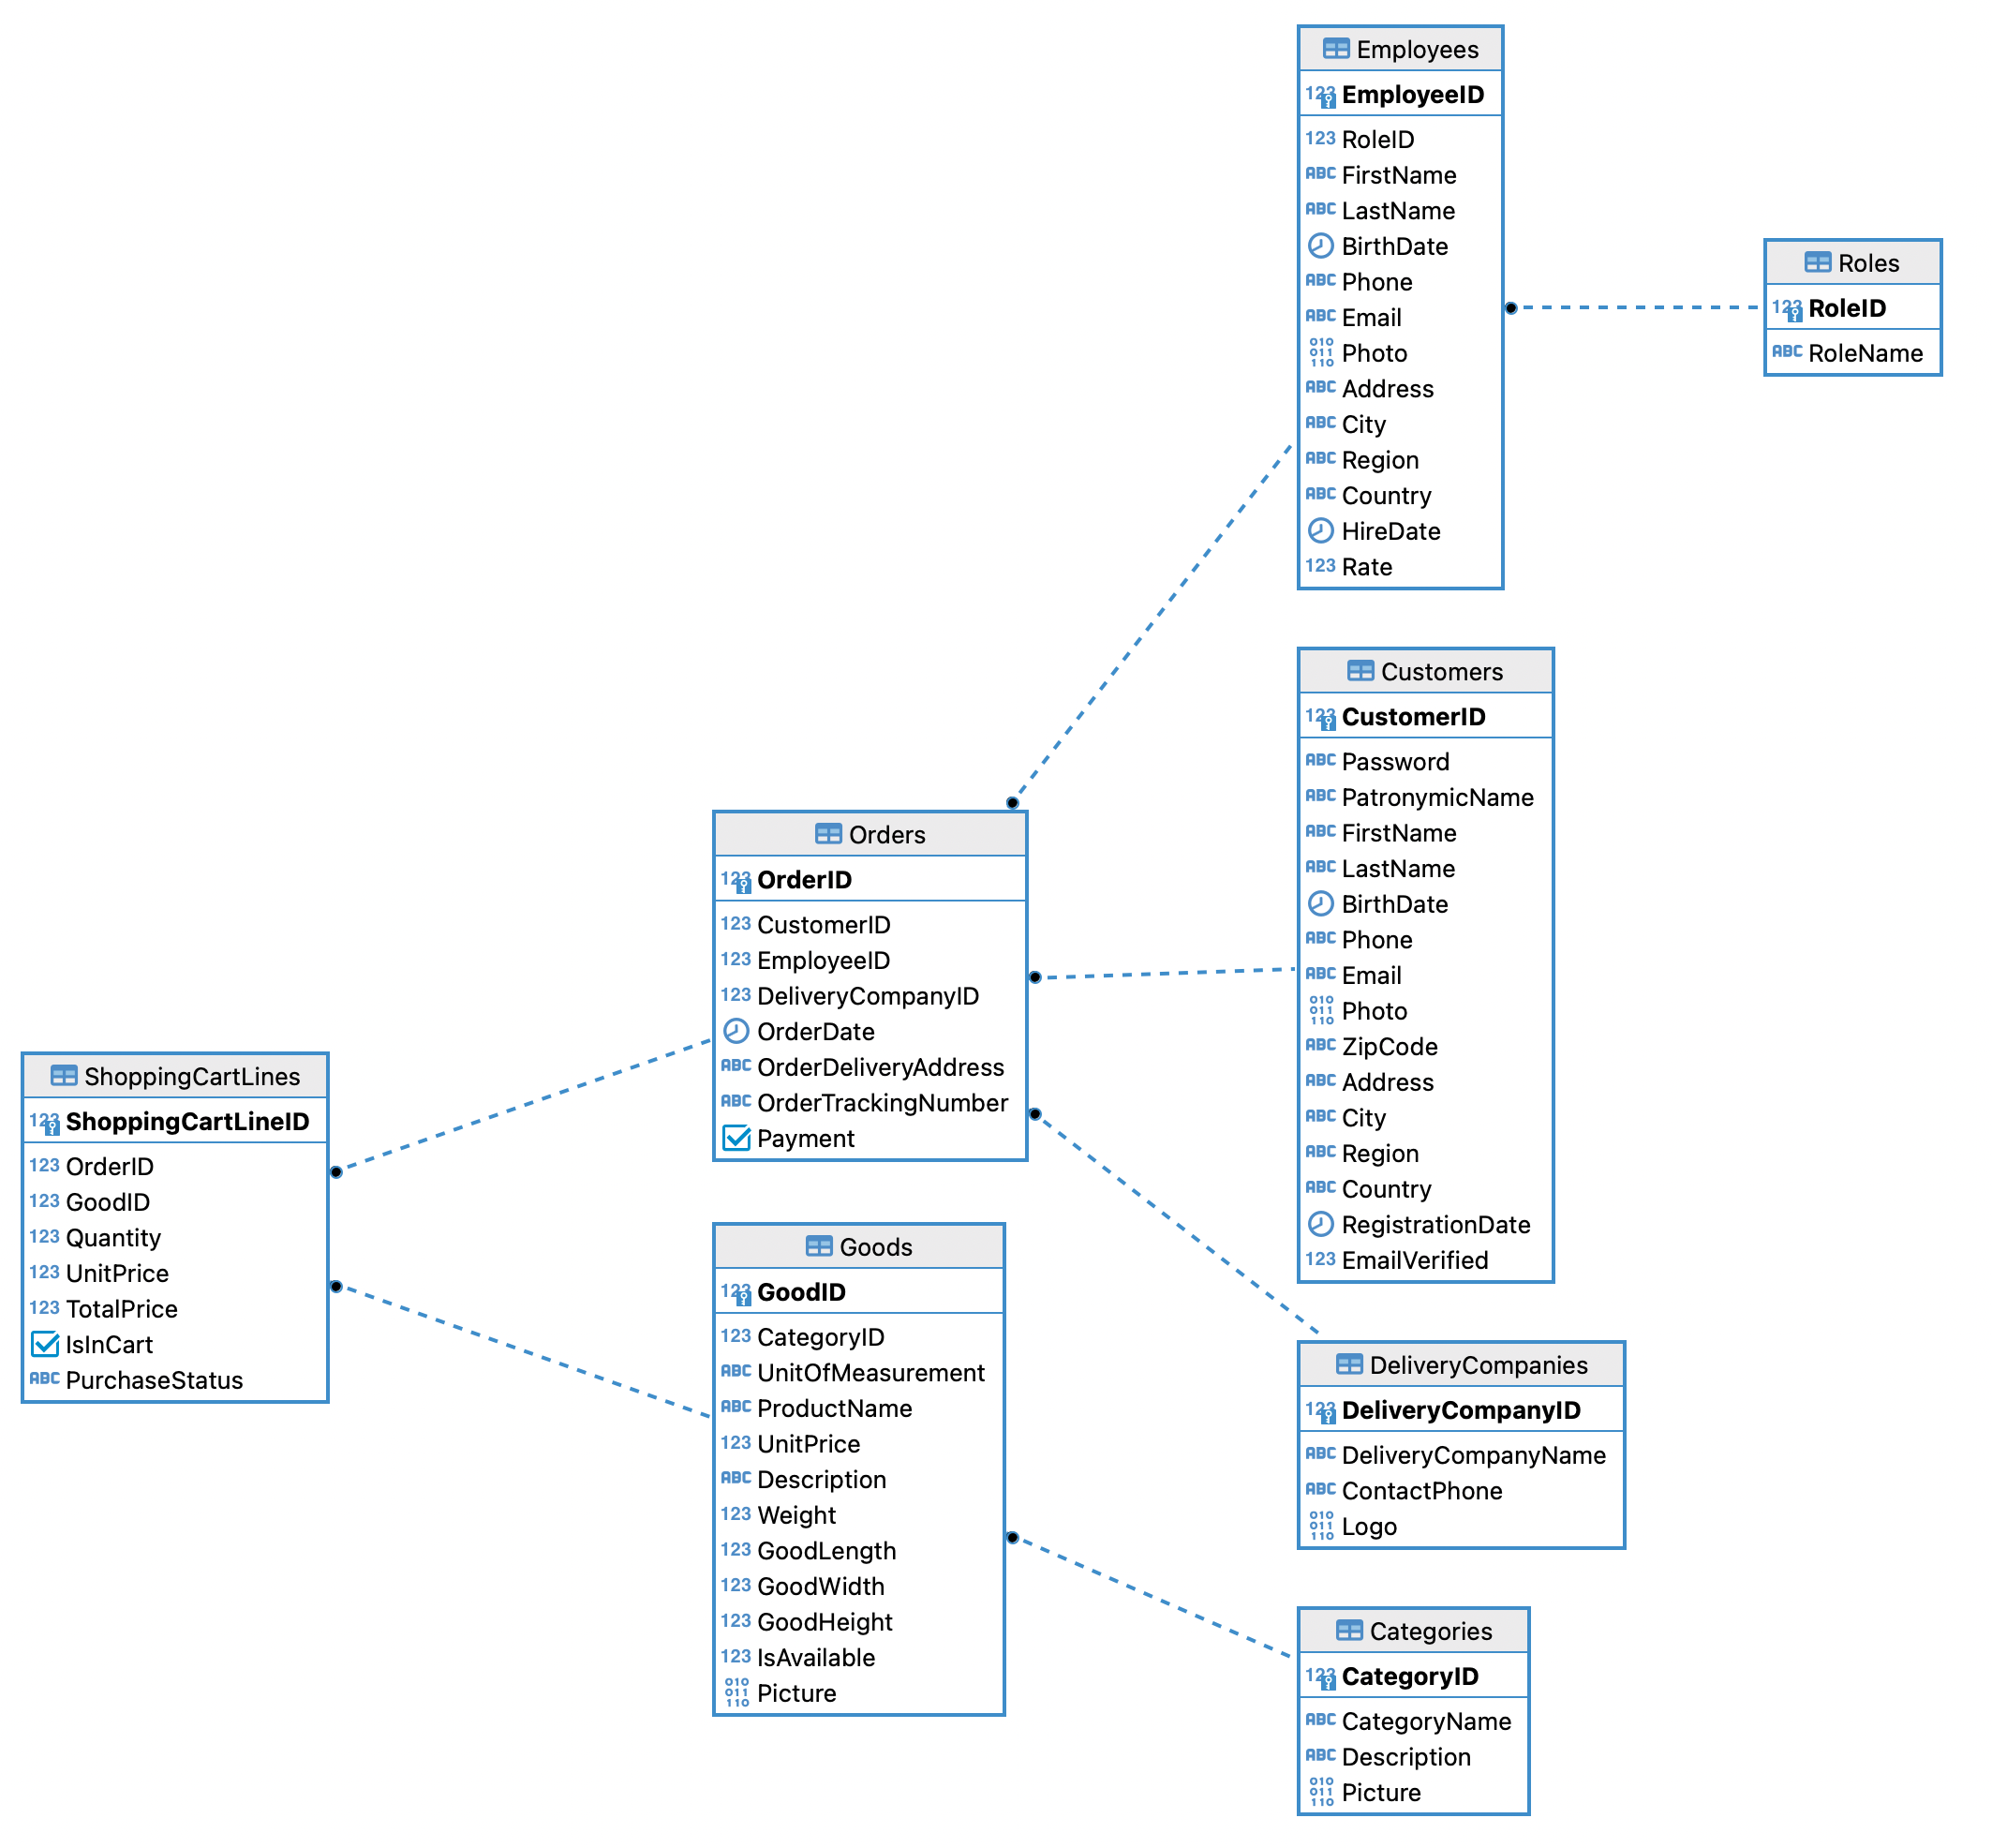 Employees
123 EmployeeID
123 RoleID
ABC FirstName
ABC LastName
BirthDate
ABC Phone
ABC Email
010 011 110 Photo
ABC Address
ABC City
ABC Region
ABC Country
HireDate
123 Rate
Roles
123 RoleID
ABC RoleName
Customers
123 CustomerID
ABC Password
ABC PatronymicName
ABC FirstName
ABC LastName
BirthDate
ABC Phone
ABC Email
010 011 110 Photo
ABC ZipCode
ABC Address
ABC City
ABC Region
ABC Country
RegistrationDate
123 EmailVerified
Orders
123 OrderID
123 CustomerID
123 EmployeeID
123 DeliveryCompanyID
OrderDate
ABC OrderDeliveryAddress
ABC OrderTrackingNumber
Payment
ShoppingCartLines
123 ShoppingCartLineID
123 OrderID
123 GoodID
123 Quantity
123 UnitPrice
123 TotalPrice
IsInCart
ABC PurchaseStatus
Goods
123 GoodID
123 CategoryID
ABC UnitOfMeasurement
ABC ProductName
123 UnitPrice
ABC Description
123 Weight
123 GoodLength
123 GoodWidth
123 GoodHeight
123 IsAvailable
010 011 110 Picture
DeliveryCompanies
123 DeliveryCompanyID
ABC DeliveryCompanyName
ABC ContactPhone
010 011 110 Logo
Categories
123 CategoryID
ABC CategoryName
ABC Description
010 011 110 Picture